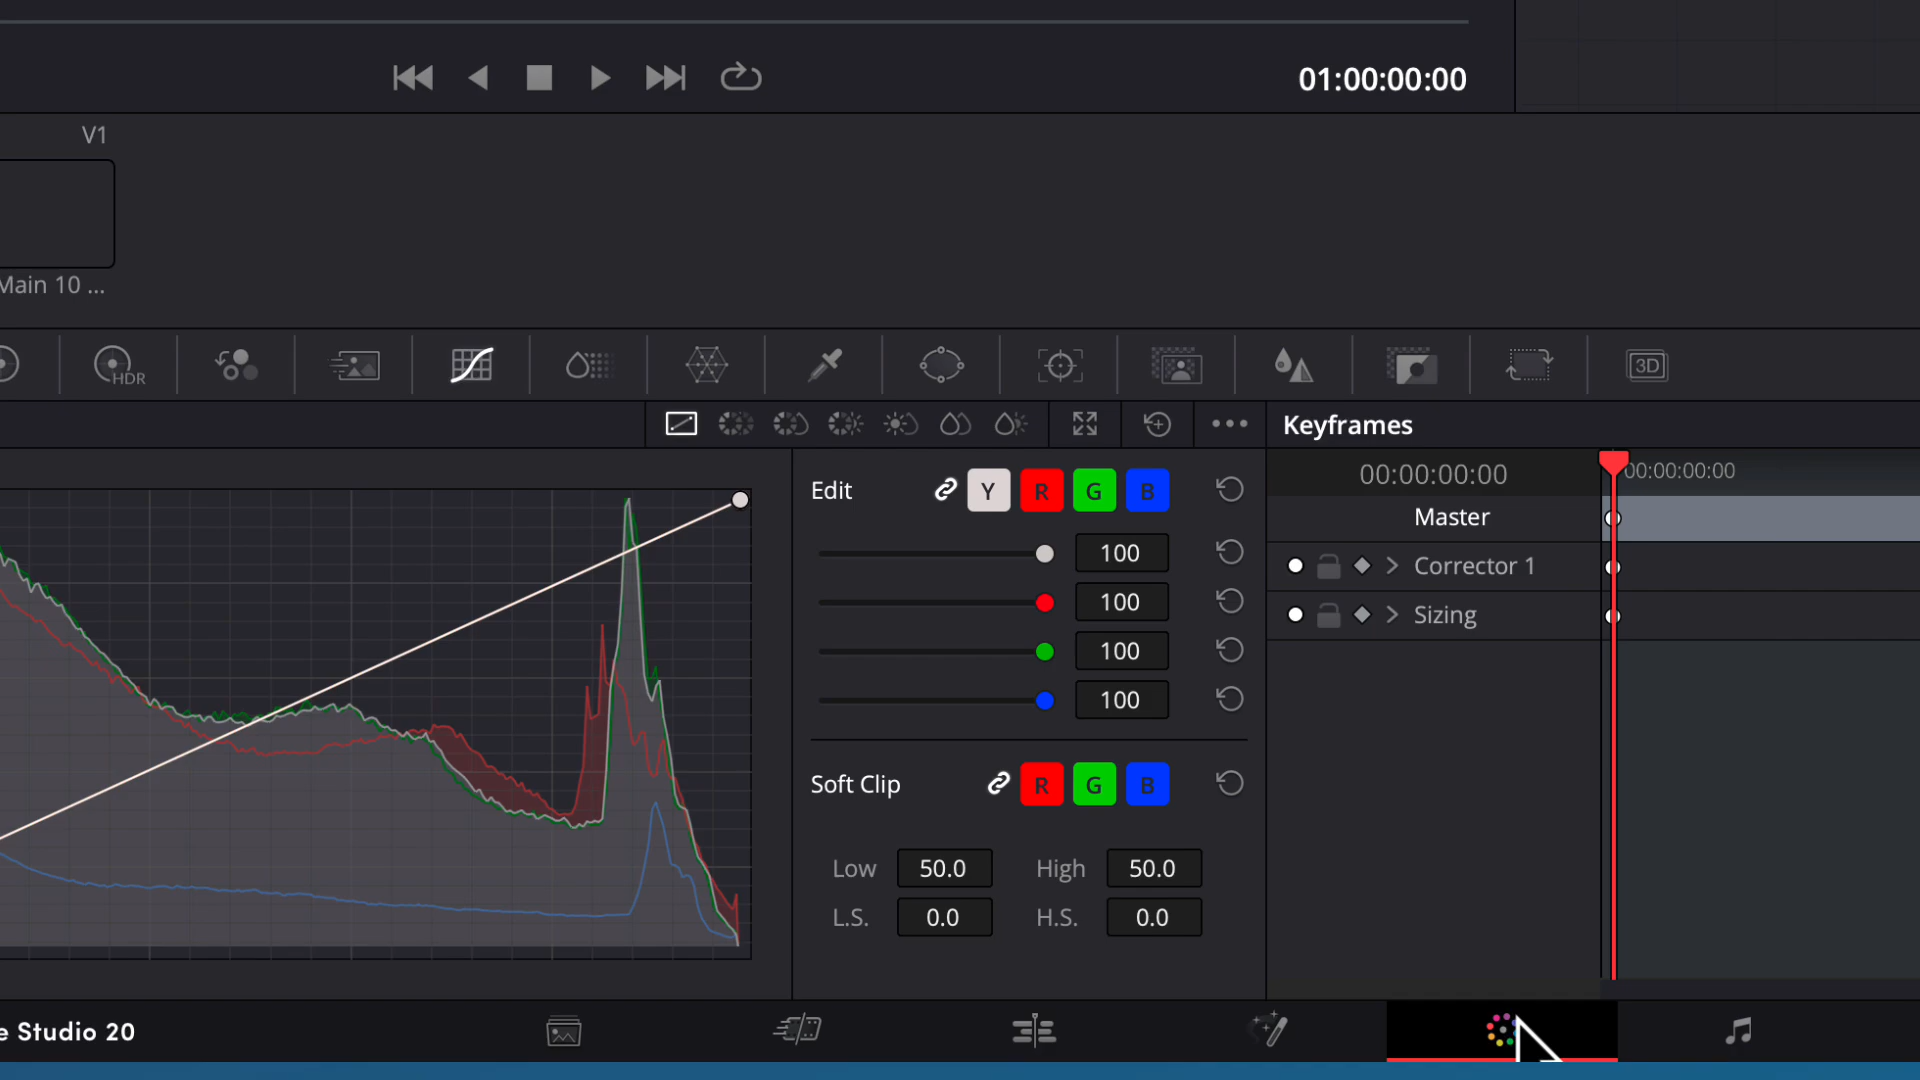 01:00:00:00
V1
Main 10 ...
HDR
3D
Keyframes
Edit Y R G B
00:00:00:00
00:00:00:00
Master
100
Corrector 1
100
Sizing
100
100
Soft Clip R G B
Low 50.0 High 50.0
L.S. 0.0 H.S. 0.0
e Studio 20